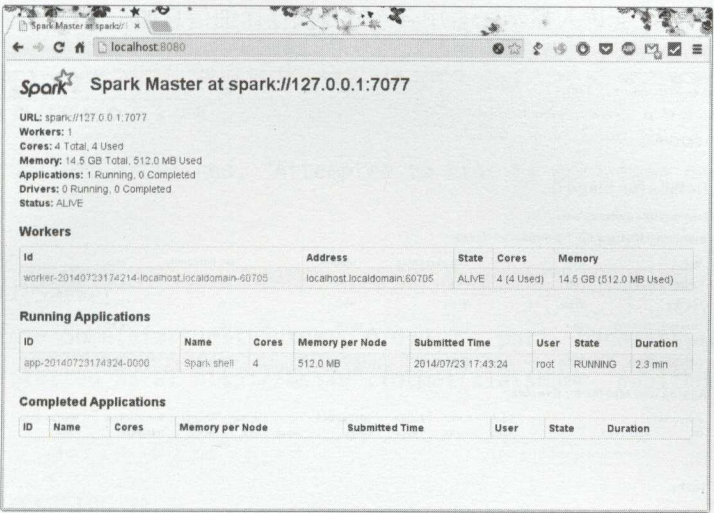 Spark Master at spark://1
localhost:8080
Spark Spark Master at spark://127.0.0.1:7077
URL: spark://127.0.0.1:7077
Workers: 1
Cores: 4 Total, 4 Used
Memory: 14.5 GB Total, 512.0 MB Used
Applications: 1 Running, 0 Completed
Drivers: 0 Running, 0 Completed
Status: ALIVE
Workers
Id Address State Cores Memory
worker-20140723174214-localhost.localdomain-60705 localhost.localdomain:60705 ALIVE 4 (4 Used) 14.5 GB (512.0 MB Used)
Running Applications
ID Name Cores Memory per Node Submitted Time User State Duration
app-20140723174324-0000 Spark shell 4 512.0 MB 2014/07/23 17:43:24 root RUNNING 2.3 min
Completed Applications
ID Name Cores Memory per Node Submitted Time User State Duration